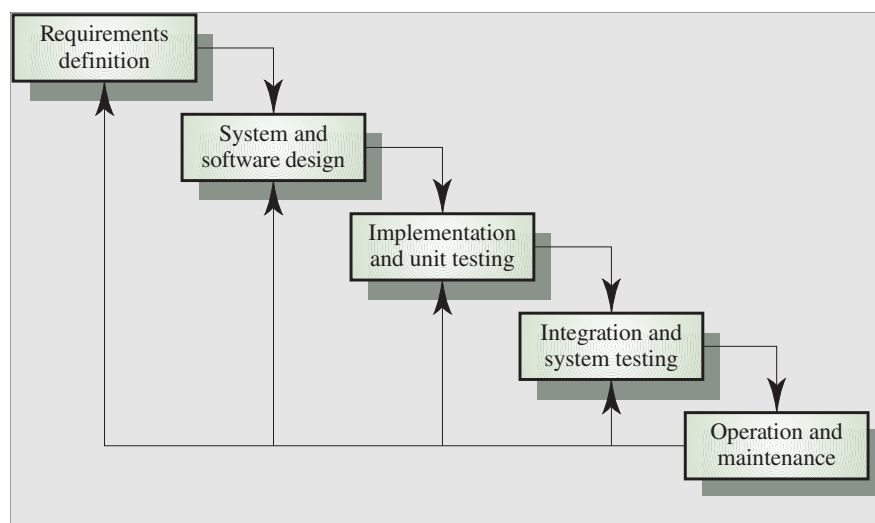 Requirements
definition
System and
software design
Implementation
and unit testing
Integration and
system testing
Operation and
maintenance